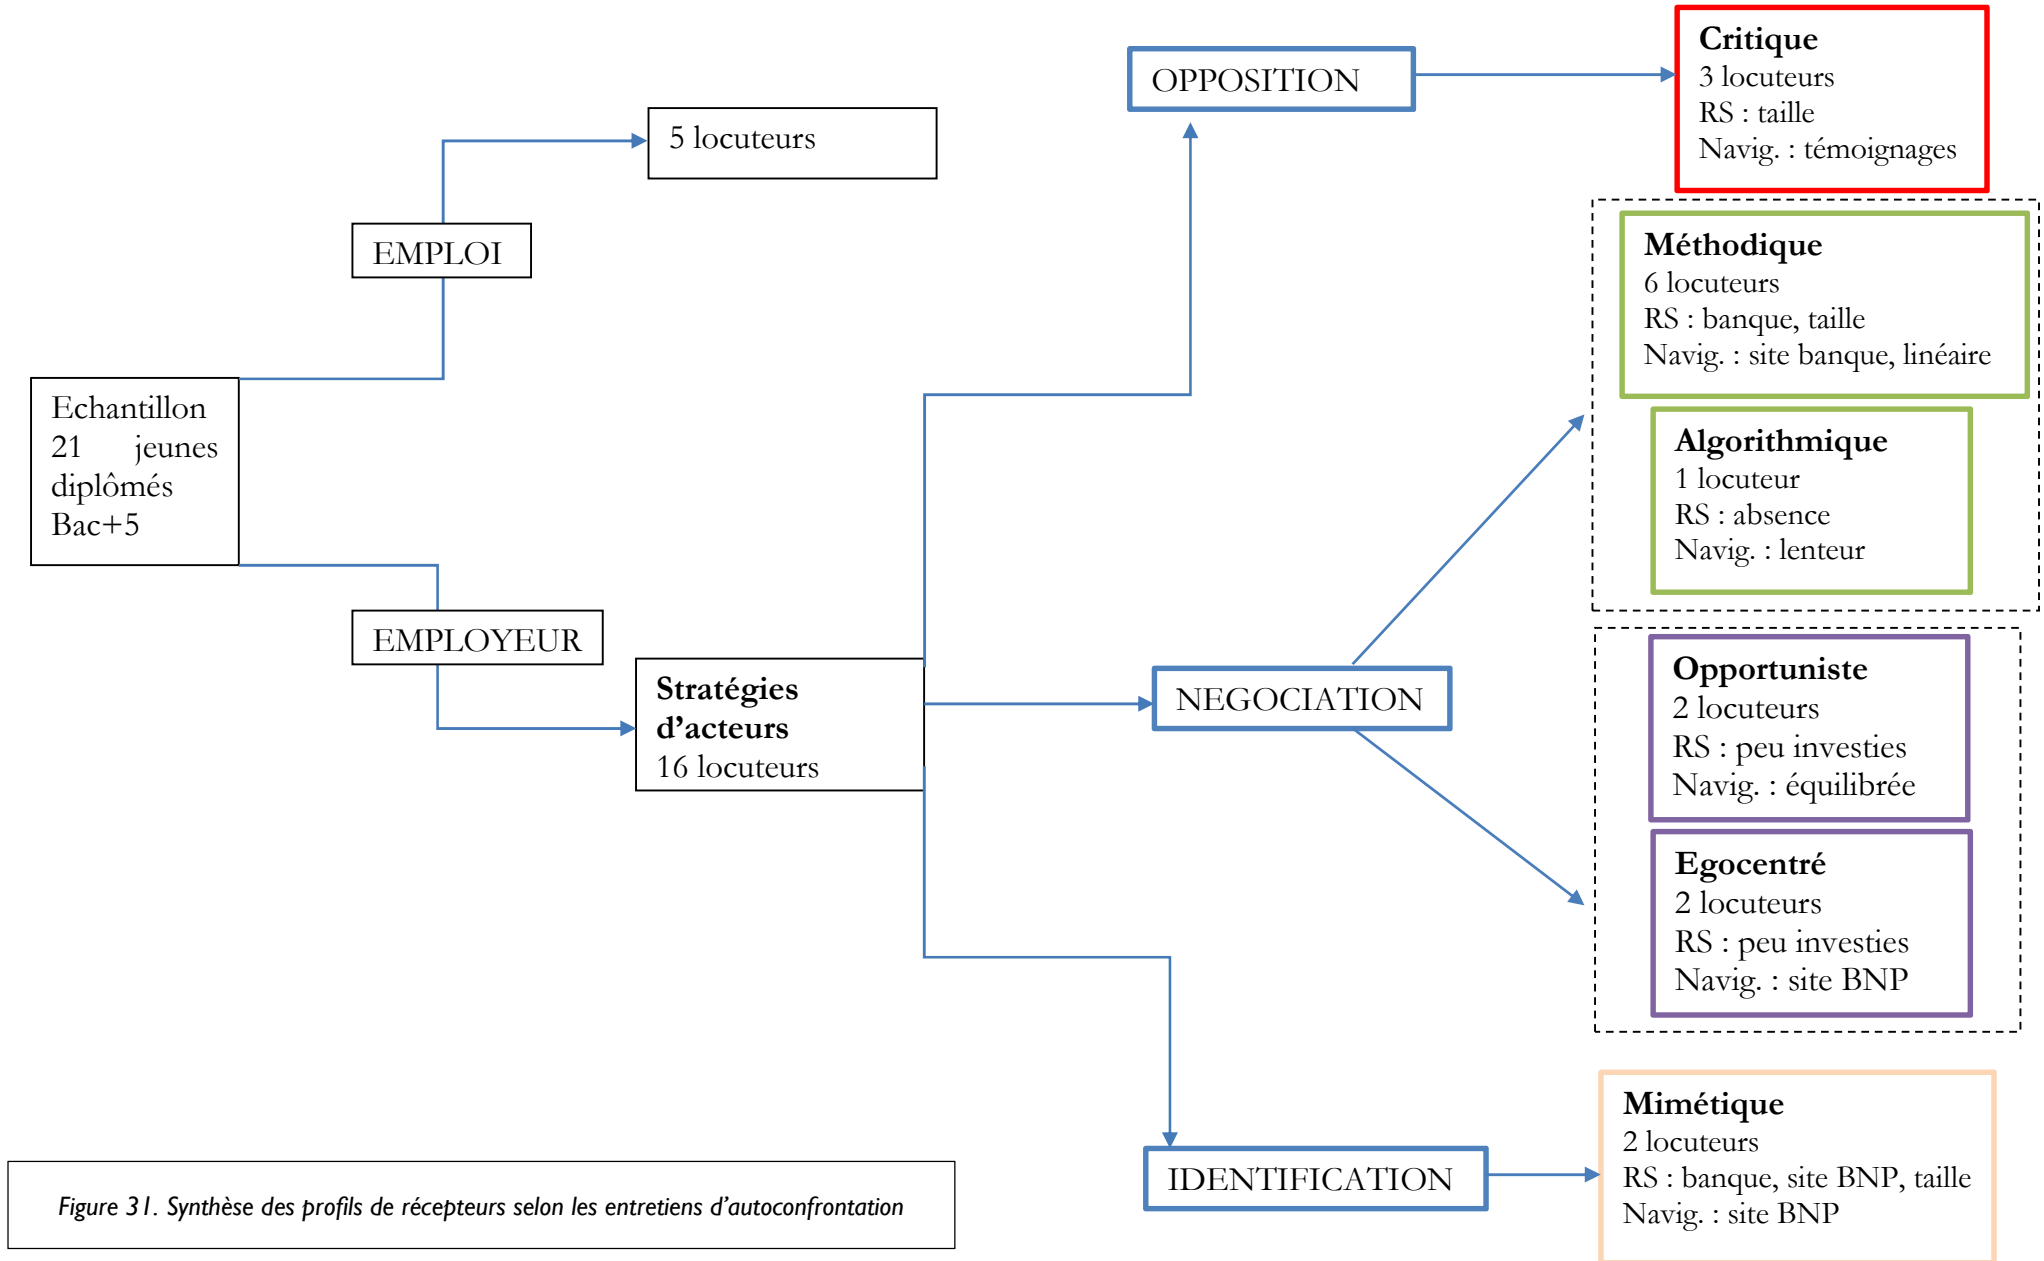 Echantillon
21 jeunes
diplômés
Bac+5
EMPLOI
5 locuteurs
EMPLOYEUR
Stratégies
d’acteurs
16 locuteurs
OPPOSITION
Critique
3 locuteurs
RS : taille
Navig. : témoignages
NEGOCIATION
Méthodique
6 locuteurs
RS : banque, taille
Navig. : site banque, linéaire
Algorithmique
1 locuteur
RS : absence
Navig. : lenteur
Opportuniste
2 locuteurs
RS : peu investies
Navig. : équilibrée
Egocentré
2 locuteurs
RS : peu investies
Navig. : site BNP
IDENTIFICATION
Mimétique
2 locuteurs
RS : banque, site BNP, taille
Navig. : site BNP
Figure 31. Synthèse des profils de récepteurs selon les entretiens d’autoconfrontation